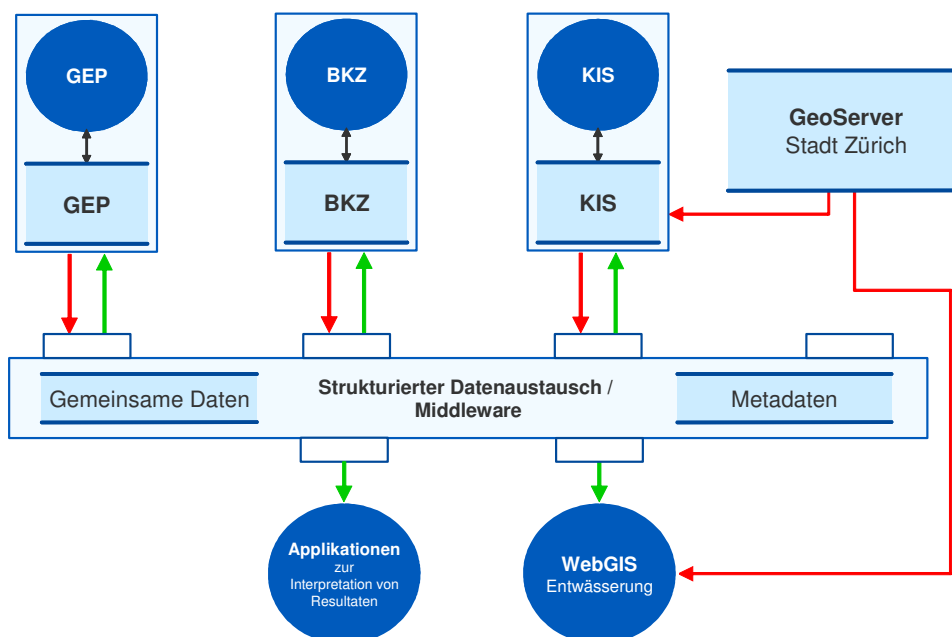 GEP
BKZ
KIS
GeoServer
Stadt Zürich
GEP
BKZ
KIS
Gemeinsame Daten
Strukturierter Datenaustausch /
Middleware
Metadaten
Applikationen
zur
Interpretation von
Resultaten
WebGIS
Entwässerung